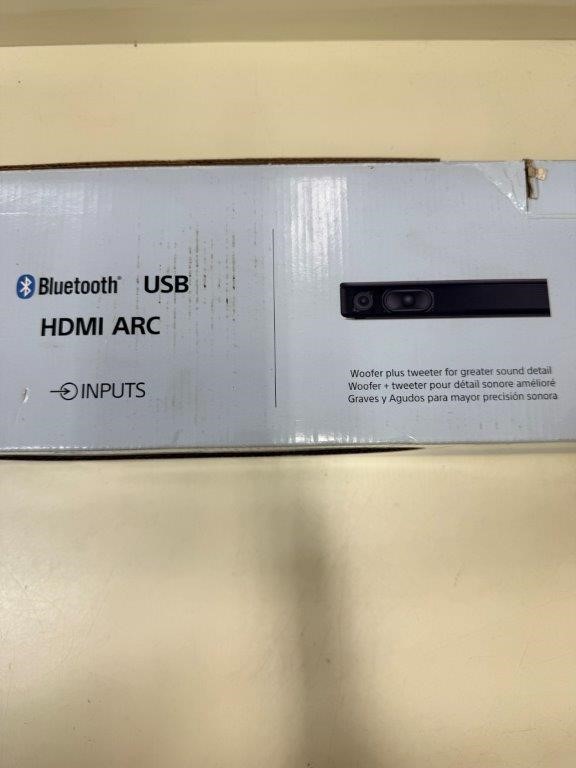 Bluetooth® USB
HDMI ARC
INPUTS
Woofer plus tweeter for greater sound detail
Woofer + tweeter pour détail sonore amélioré
Graves y Agudos para mayor precisión sonora